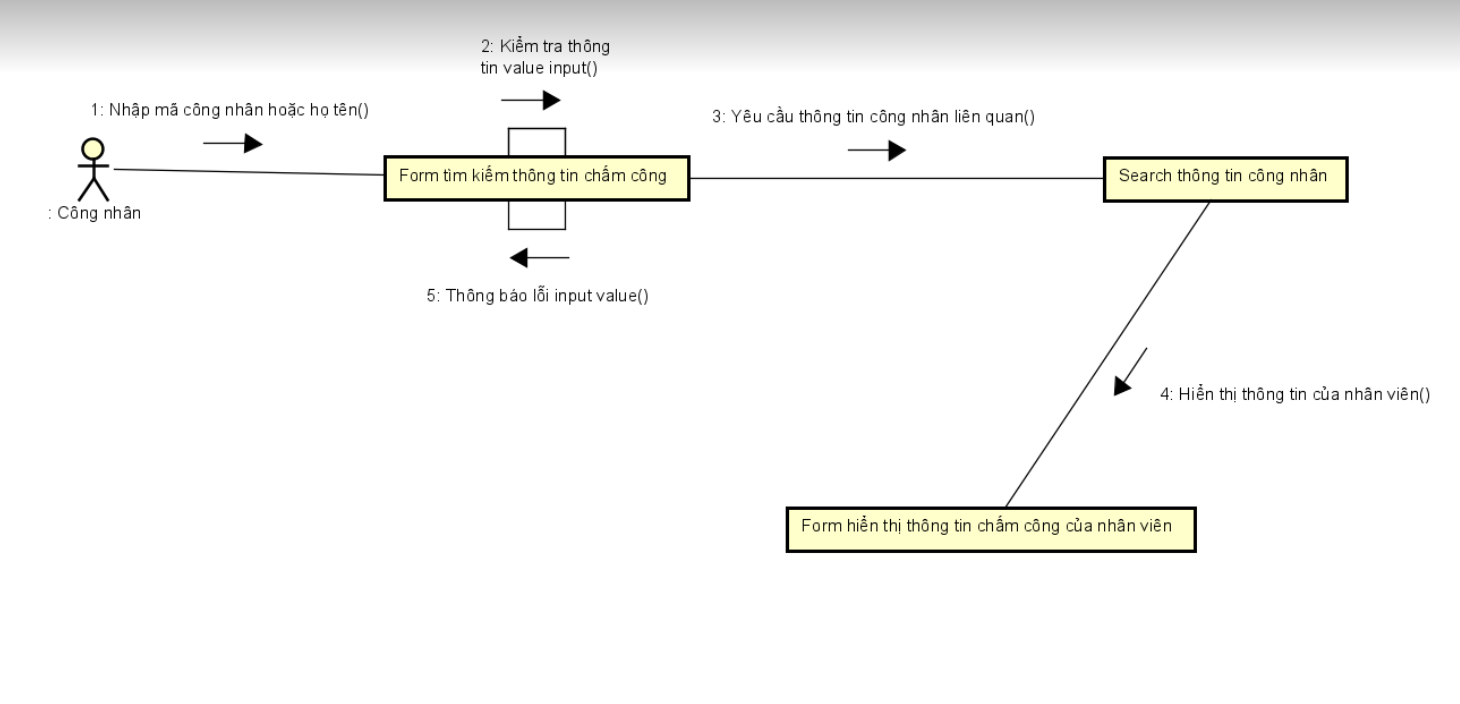 2: Kiểm tra thông
tin value input()
1: Nhập mã công nhân hoặc họ tên()
3: Yêu cầu thông tin công nhân liên quan()
Form tìm kiếm thông tin chấm công
Search thông tin công nhân
: Công nhân
5: Thông báo lỗi input value()
4: Hiển thị thông tin của nhân viên()
Form hiển thị thông tin chấm công của nhân viên